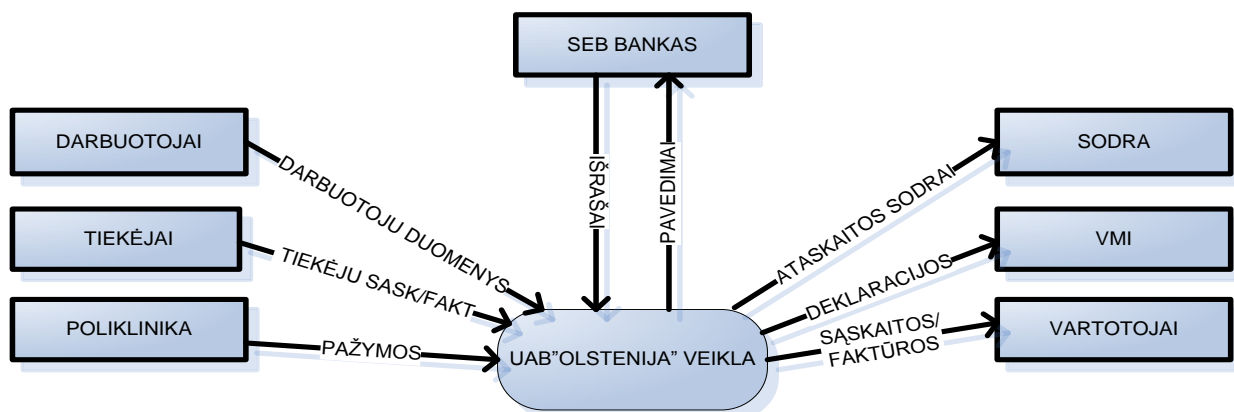 SEB BANKAS
DARBUOTOJAI
TIEKĖJAI
POLIKLINIKA
DARBUOTOJU DUOMENYS
TIEKĖJU SASK/FAKT
PAŽYMOS
IŠRAŠAI
PAVEDIMAI
UAB"OLSTENIJA" VEIKLA
ATASKAITOS SODRAI
DEKLARACIJOS
SĄSKAITOS/
FAKTŪROS
SODRA
VMI
VARTOTOJAI